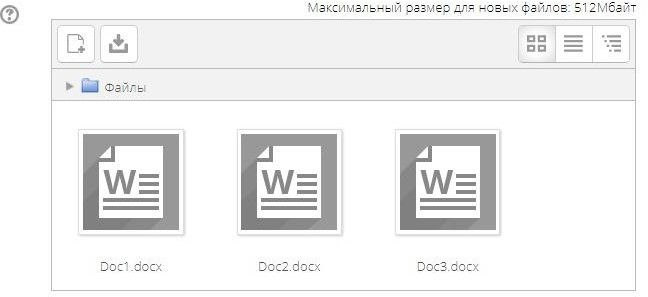 Максимальный размер для новых файлов: 512Мбайт
Файлы
W W W
Doc1.docx Doc2.docx Doc3.docx